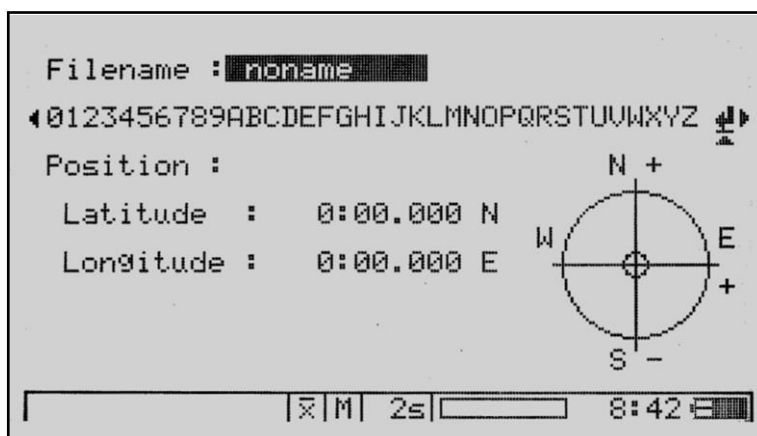 Filename : noname
0123456789ABCDEFGHIJKLMNOPQRSTUVWXYZ
Position :
N +
Latitude : 0:00.000 N
W E
Longitude : 0:00.000 E
+
S -
x̅ M 2s 8:42